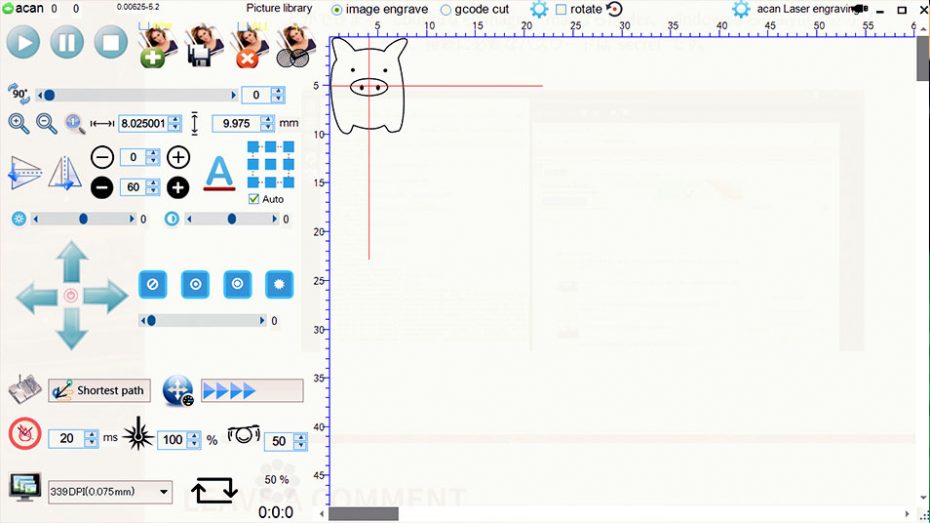 acan 0 0 0:00625-5.2 Picture library image engrave gcode cut rotate acan Laser engraving
0 5 10 15 20 25 30 35 40 45 50 55
90° 0
8.025001 9.975 mm
0
60 A
Auto
0 0
0
Shortest path
20 ms 100 % 50
50 %
339DPI(0.075mm)
0:0:0
5
10
15
20
25
30
35
40
45
LEAVE A COMMENT